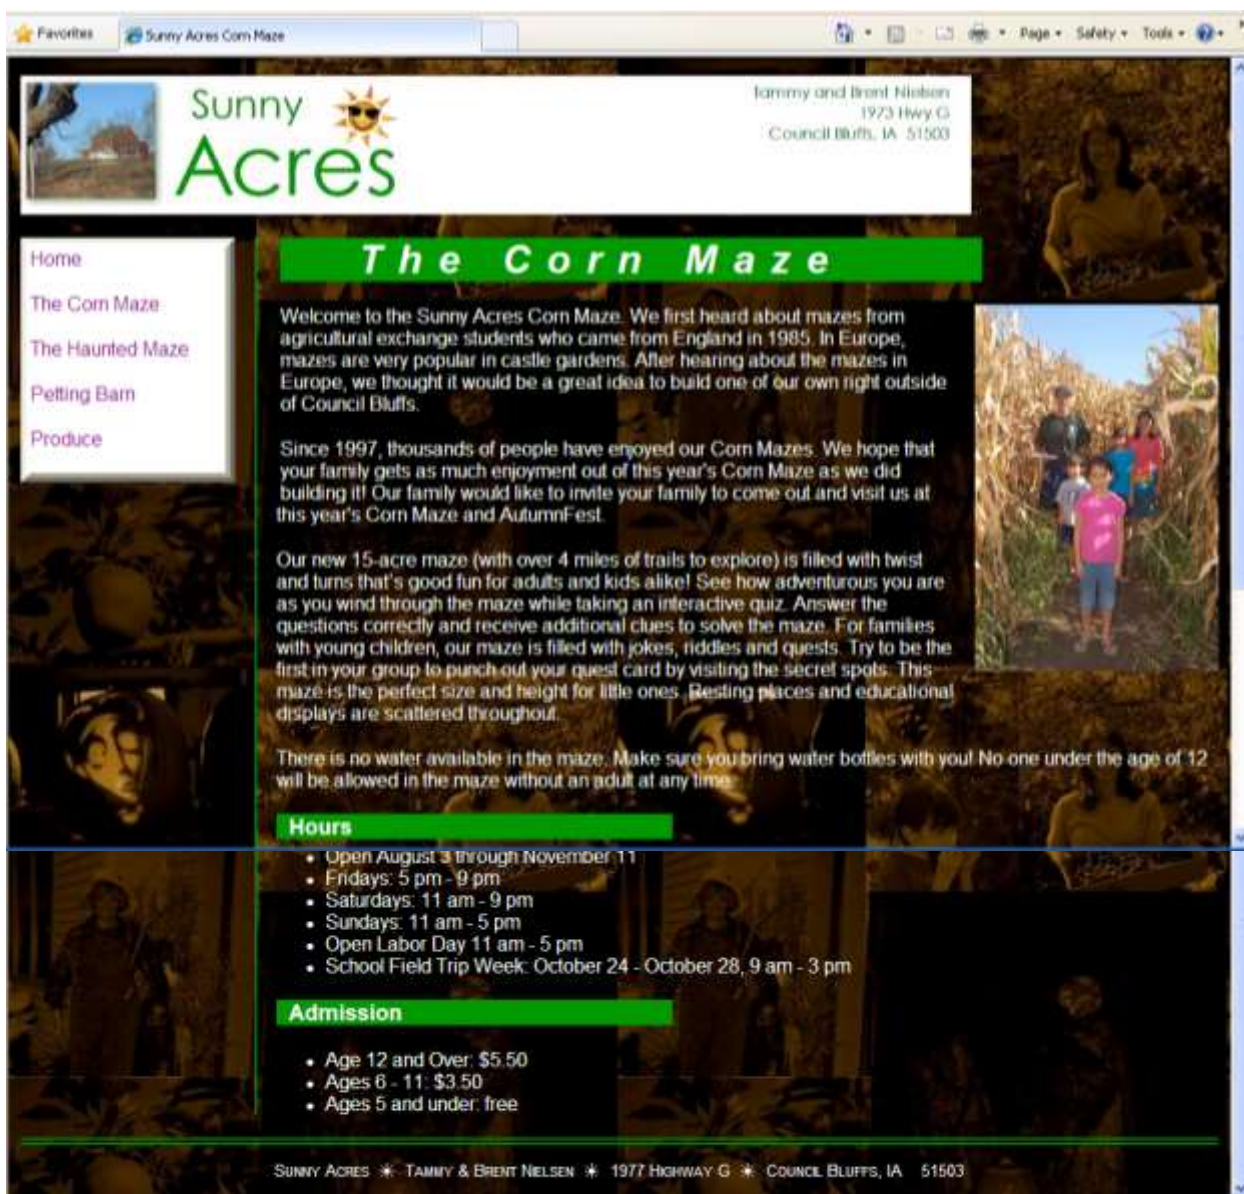 Favorites
Sunny Acres Corn Maze
Page
Safety
Tools
Sunny
Acres
Tammy and Brent Nielsen
1973 Hwy G
Council Bluffs, IA 51503
Home
The Corn Maze
The Haunted Maze
Petting Barn
Produce
The Corn Maze
Welcome to the Sunny Acres Corn Maze. We first heard about mazes from
agricultural exchange students who came from England in 1985. In Europe,
mazes are very popular in castle gardens. After hearing about the mazes in
Europe, we thought it would be a great idea to build one of our own right outside
of Council Bluffs.
Since 1997, thousands of people have enjoyed our Corn Mazes. We hope that
your family gets as much enjoyment out of this year's Corn Maze as we did
building it! Our family would like to invite your family to come out and visit us at
this year's Corn Maze and AutumnFest.
Our new 15-acre maze (with over 4 miles of trails to explore) is filled with twist
and turns that's good fun for adults and kids alike! See how adventurous you are
as you wind through the maze while taking an interactive quiz. Answer the
questions correctly and receive additional clues to solve the maze. For families
with young children, our maze is filled with jokes, riddles and quests. Try to be the
first in your group to punch out your quest card by visiting the secret spots. This
maze is the perfect size and height for little ones. Resting places and educational
displays are scattered throughout.
There is no water available in the maze. Make sure you bring water bottles with you! No one under the age of 12
will be allowed in the maze without an adult at any time.
Hours
• Open August 3 through November 11
• Fridays: 5 pm - 9 pm
• Saturdays: 11 am - 9 pm
• Sundays: 11 am - 5 pm
• Open Labor Day 11 am - 5 pm
• School Field Trip Week: October 24 - October 28, 9 am - 3 pm
Admission
• Age 12 and Over: $5.50
• Ages 6 - 11: $3.50
• Ages 5 and under: free
SUNNY ACRES ☀ TAMMY & BRENT NIELSEN ☀ 1977 HIGHWAY G ☀ COUNCIL BLUFFS, IA 51503